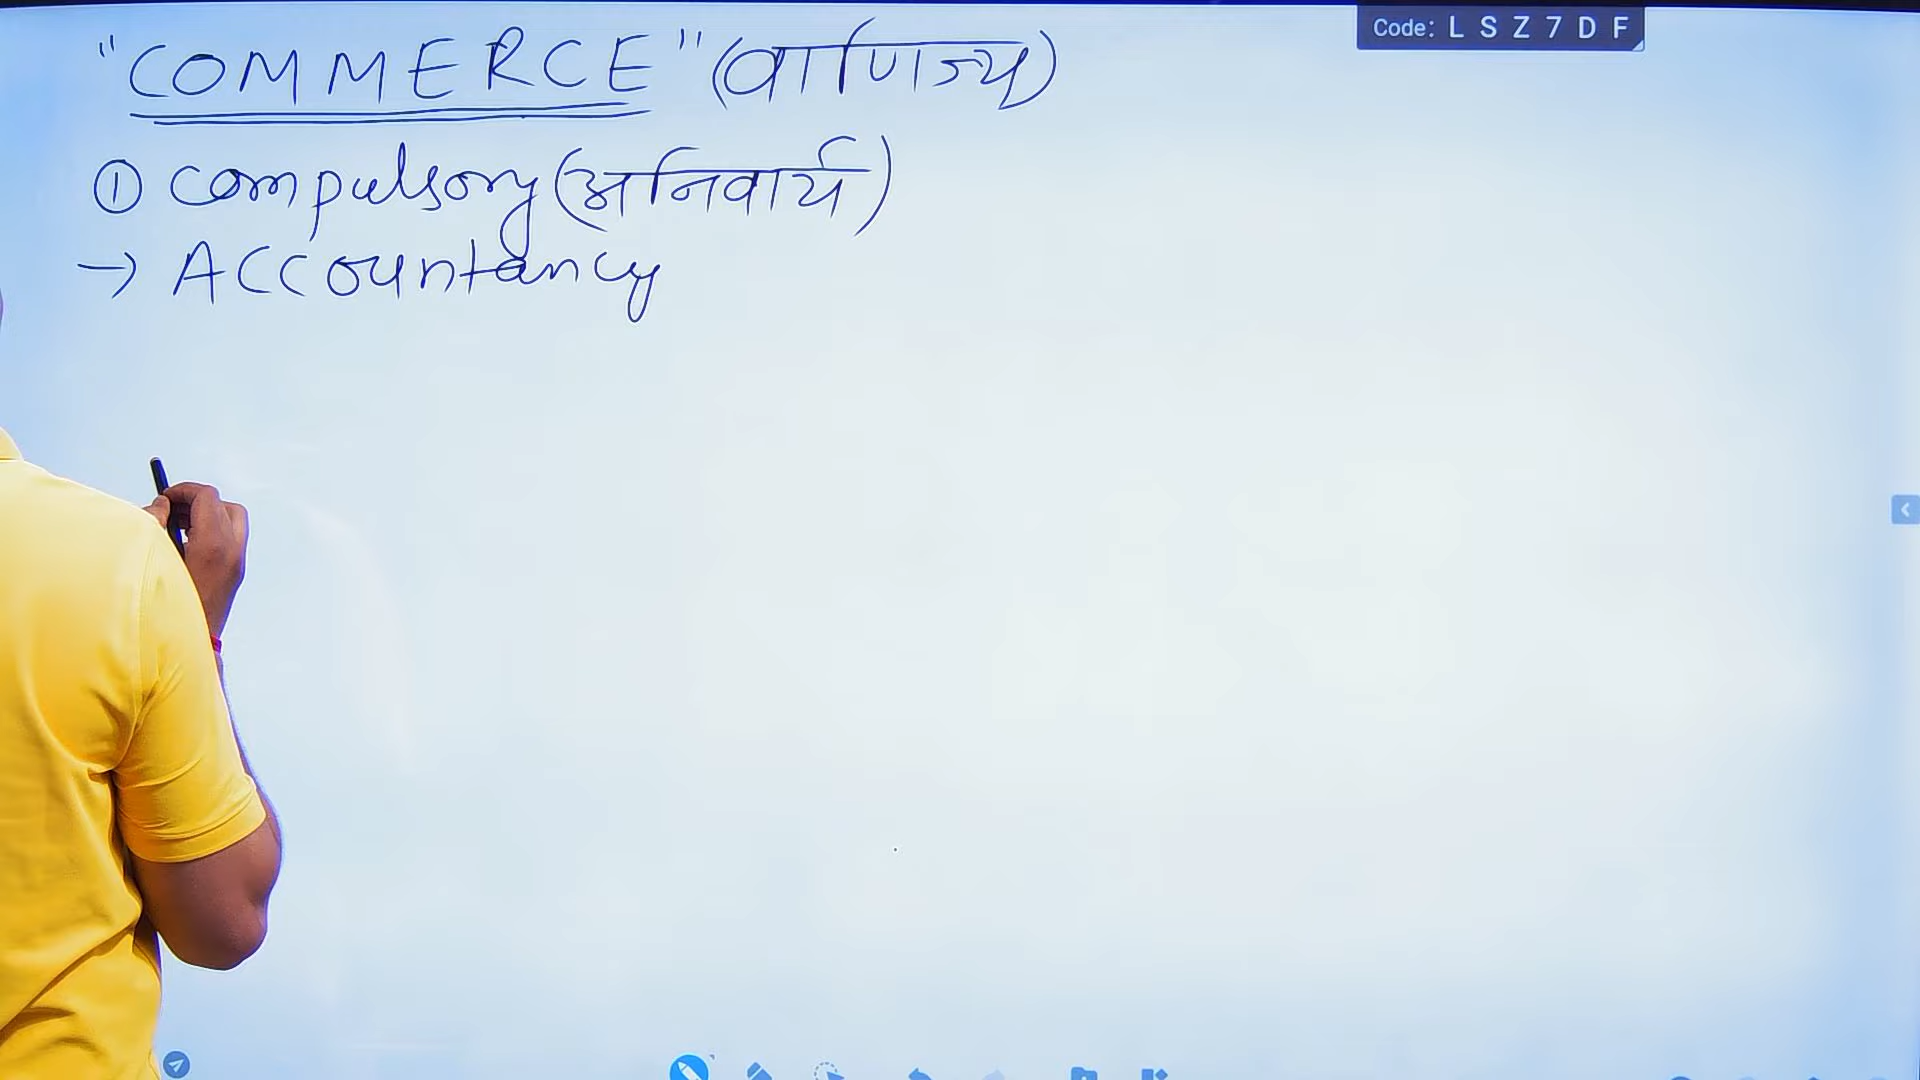 "COMMERCE" (वाणिज्य)
Code: L S Z 7 D F
① compulsory (अनिवार्य)
→ ACCountancy